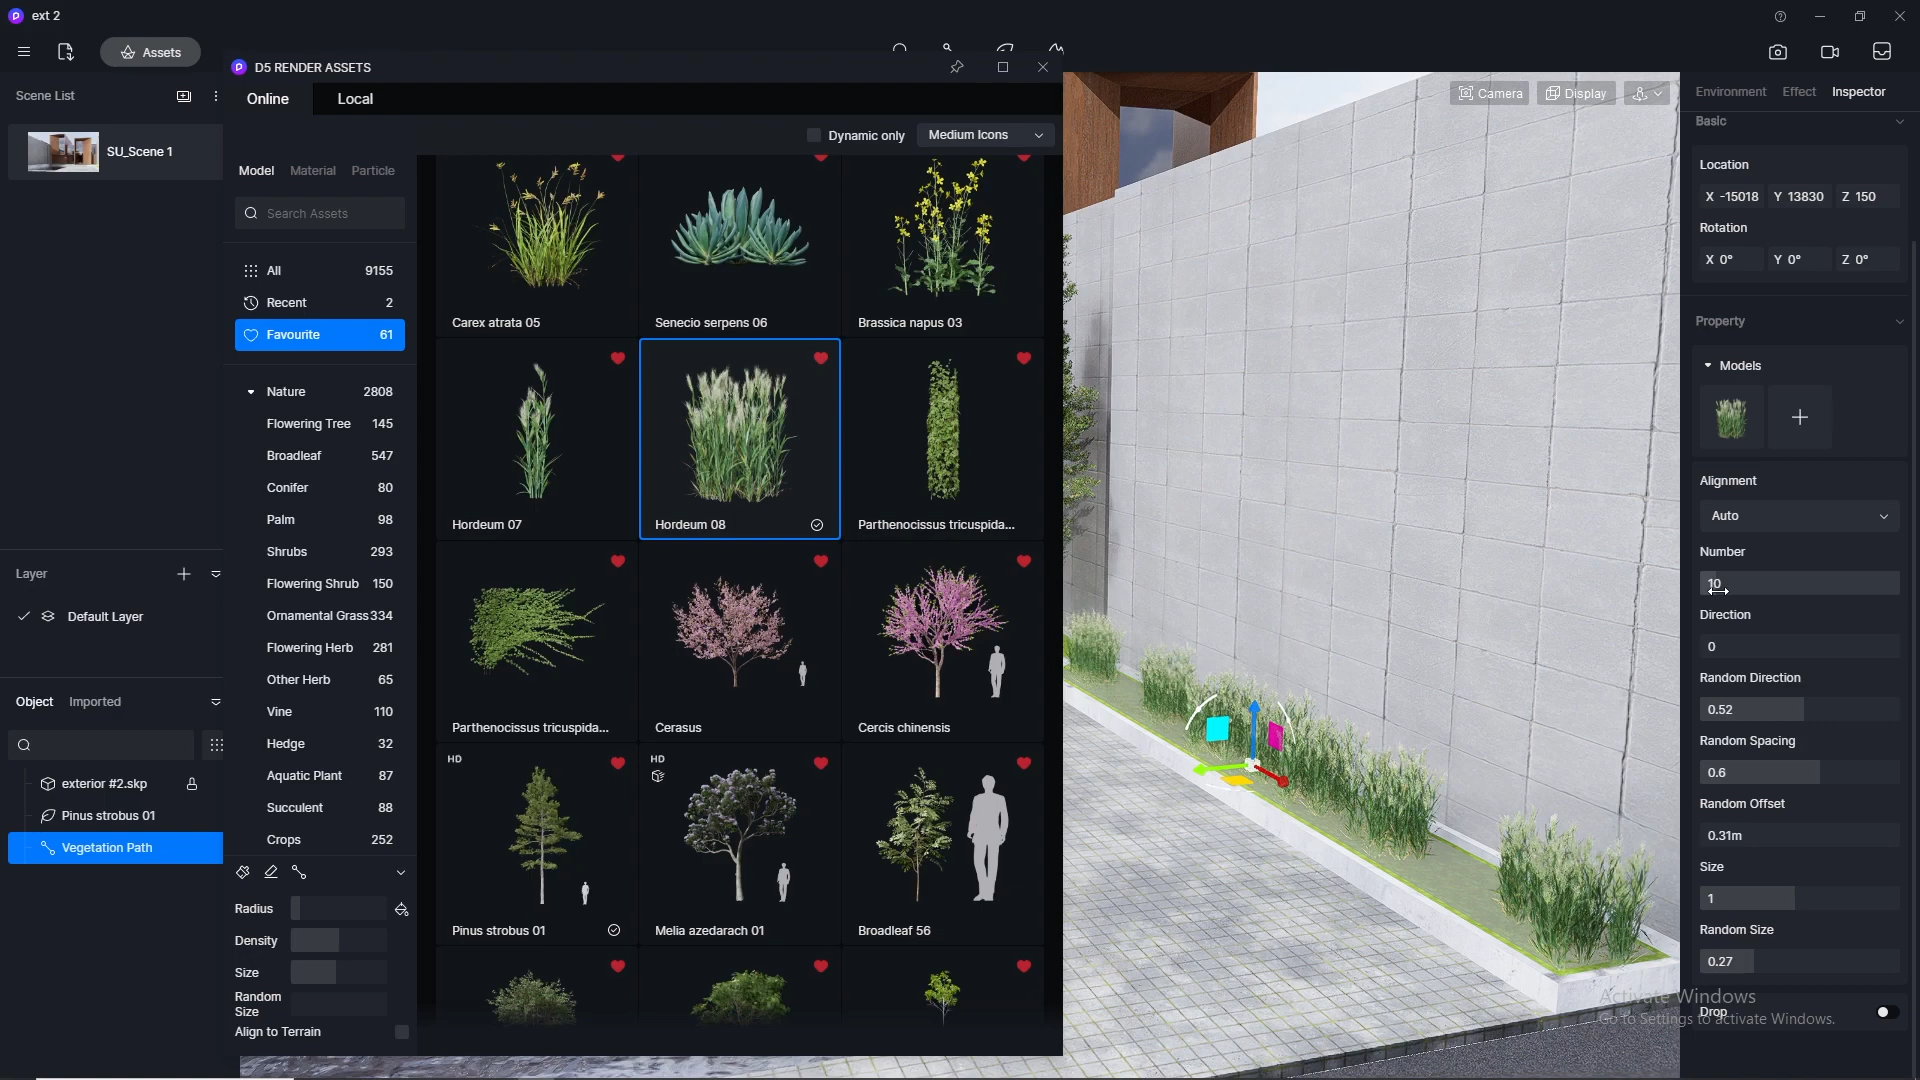 ext 2
Assets
D5 RENDER ASSETS
Scene List
Online
Local
Camera
Display
Environment
Effect
Inspector
Basic
Dynamic only
Medium Icons
SU_Scene 1
Model
Material
Particle
Search Assets
Location
X -15018
Y 13830
Z 150
Rotation
X 0°
Y 0°
Z 0°
All
9155
Recent
2
Favourite
61
Carex atrata 05
Senecio serpens 06
Brassica napus 03
Property
Models
Nature
2808
Flowering Tree
145
Broadleaf
547
Conifer
80
Palm
98
Shrubs
293
Flowering Shrub
150
Ornamental Grass
334
Flowering Herb
281
Other Herb
65
Vine
110
Hedge
32
Aquatic Plant
87
Succulent
88
Crops
252
Hordeum 07
Hordeum 08
Parthenocissus tricuspida...
Parthenocissus tricuspida...
Cerasus
Cercis chinensis
HD
HD
Pinus strobus 01
Melia azedarach 01
Broadleaf 56
Layer
Default Layer
Object
Imported
exterior #2.skp
Pinus strobus 01
Vegetation Path
Radius
Density
Size
Random
Size
Align to Terrain
Alignment
Auto
Number
10
Direction
0
Random Direction
0.52
Random Spacing
0.6
Random Offset
0.31m
Size
1
Random Size
0.27
Drop
Activate Windows
Go to Settings to activate Windows.